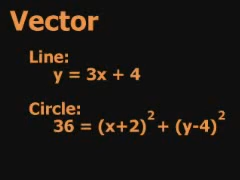 Vector
Line:
y = 3x + 4
Circle:
36 = (x+2)² + (y-4)²